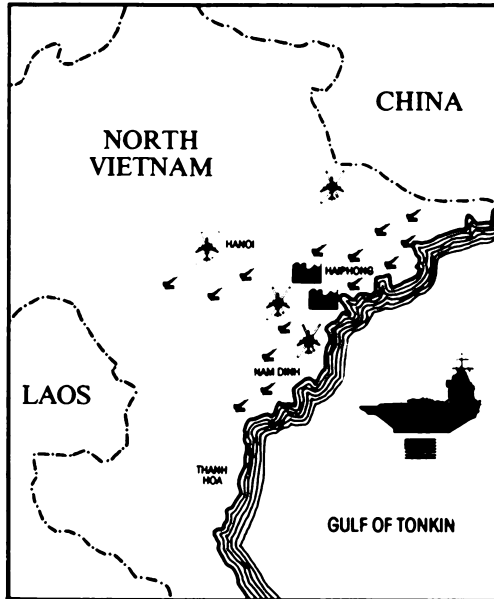 CHINA
NORTH
VIETNAM
HANOI
HAIPHONG
NAM DINH
LAOS
THANH
HOA
GULF OF TONKIN